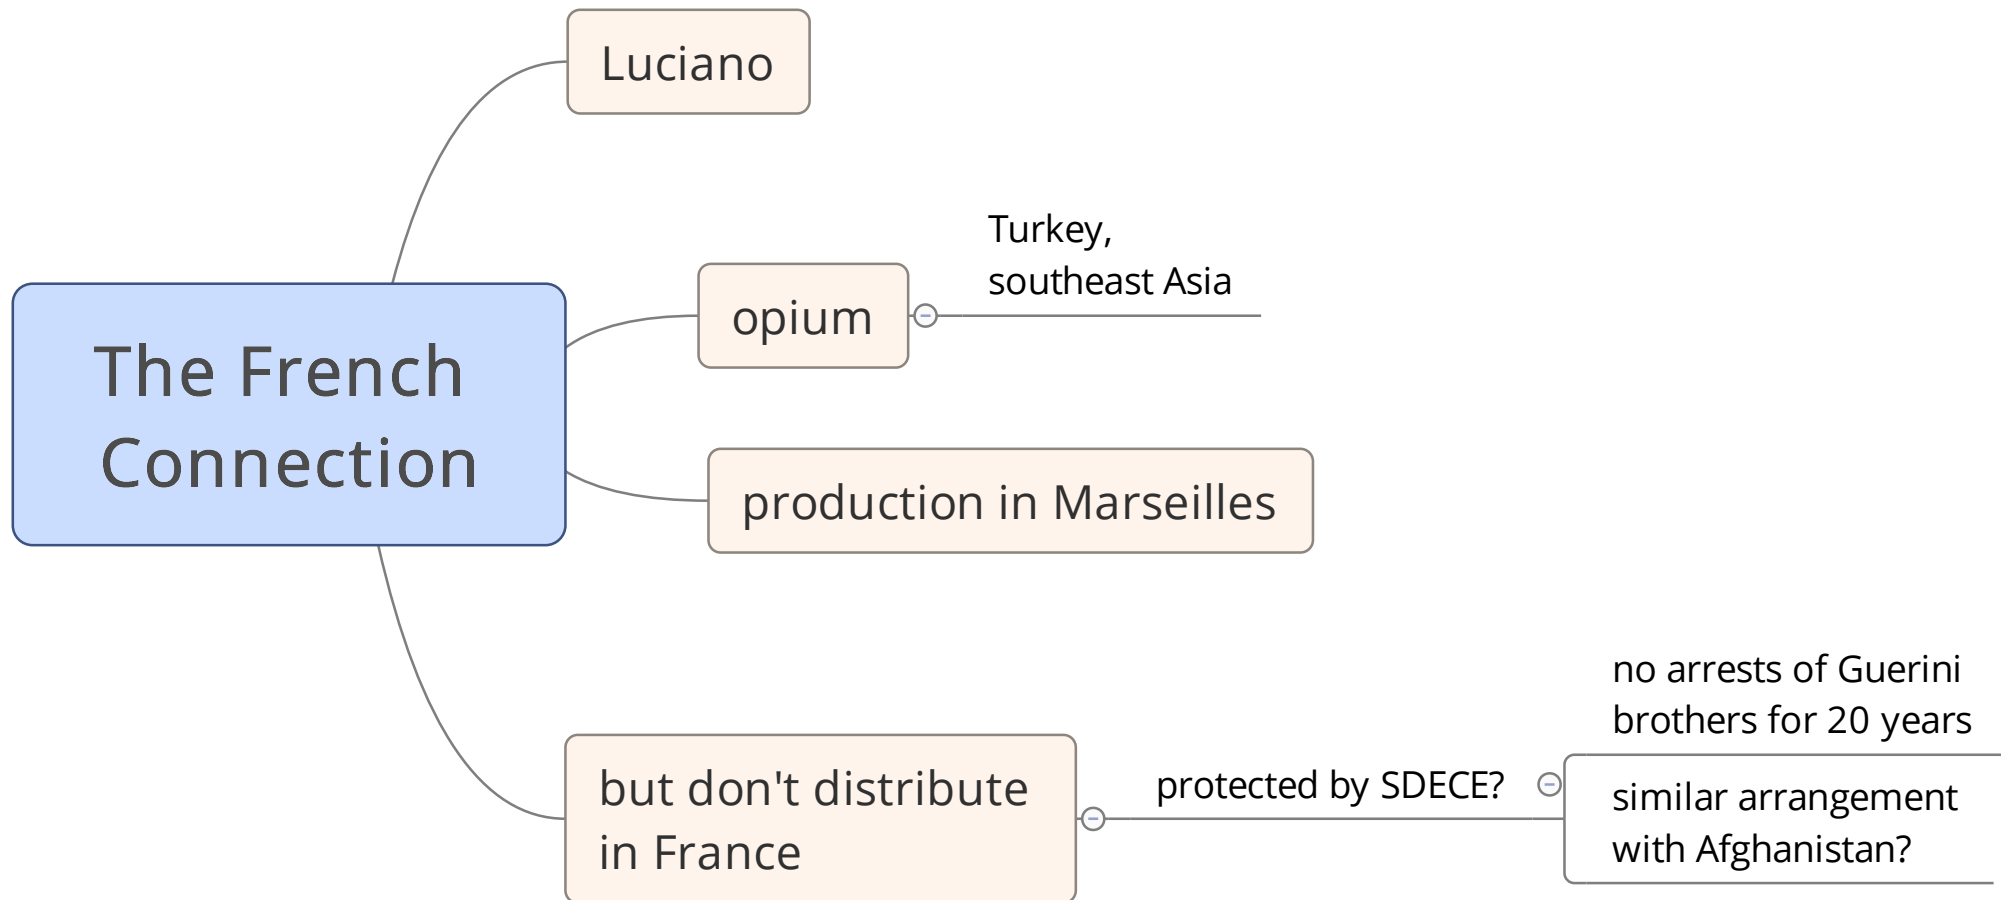 Luciano
Turkey,
southeast Asia
opium
The French
Connection
production in Marseilles
but don't distribute
in France
protected by SDECE?
no arrests of Guerini
brothers for 20 years
similar arrangement
with Afghanistan?